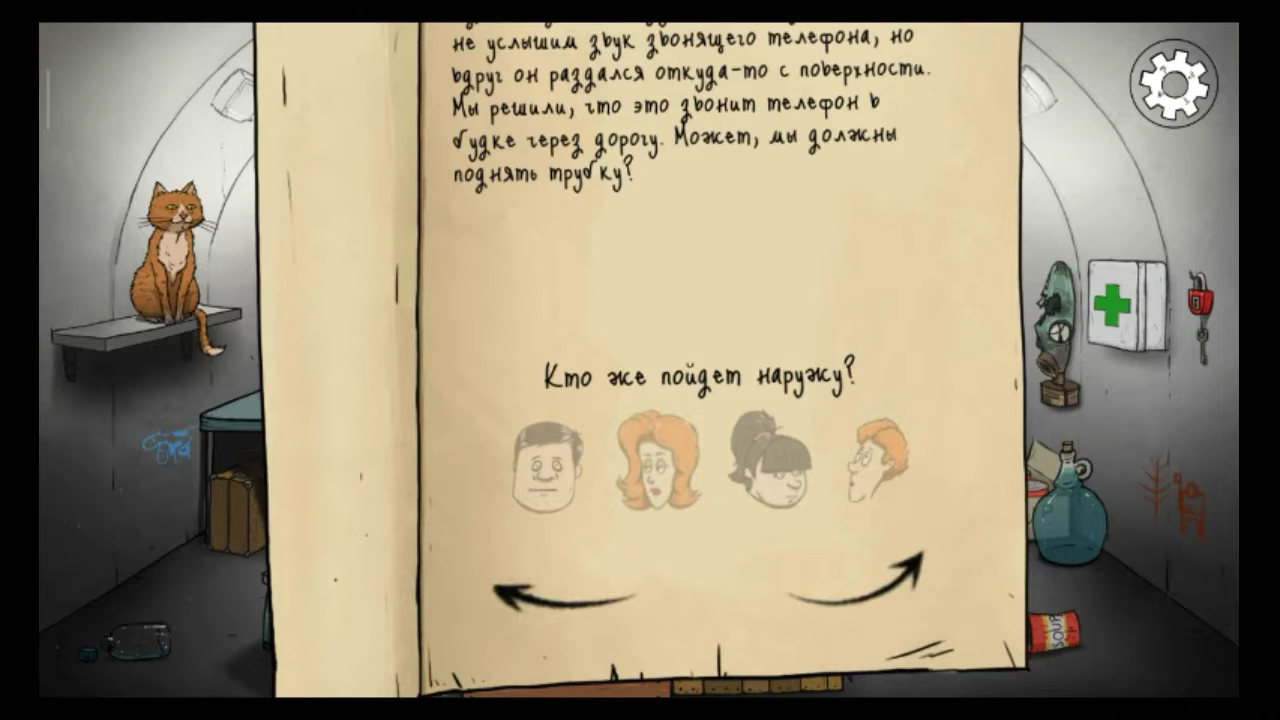 не услышим звук звонящего телефона, но
вдруг он раздался откуда-то с поверхности.
Мы решили, что это звонит телефон в
будке через дорогу. Может, мы должны
поднять трубку?
Кто же пойдет наружу?
SOUP